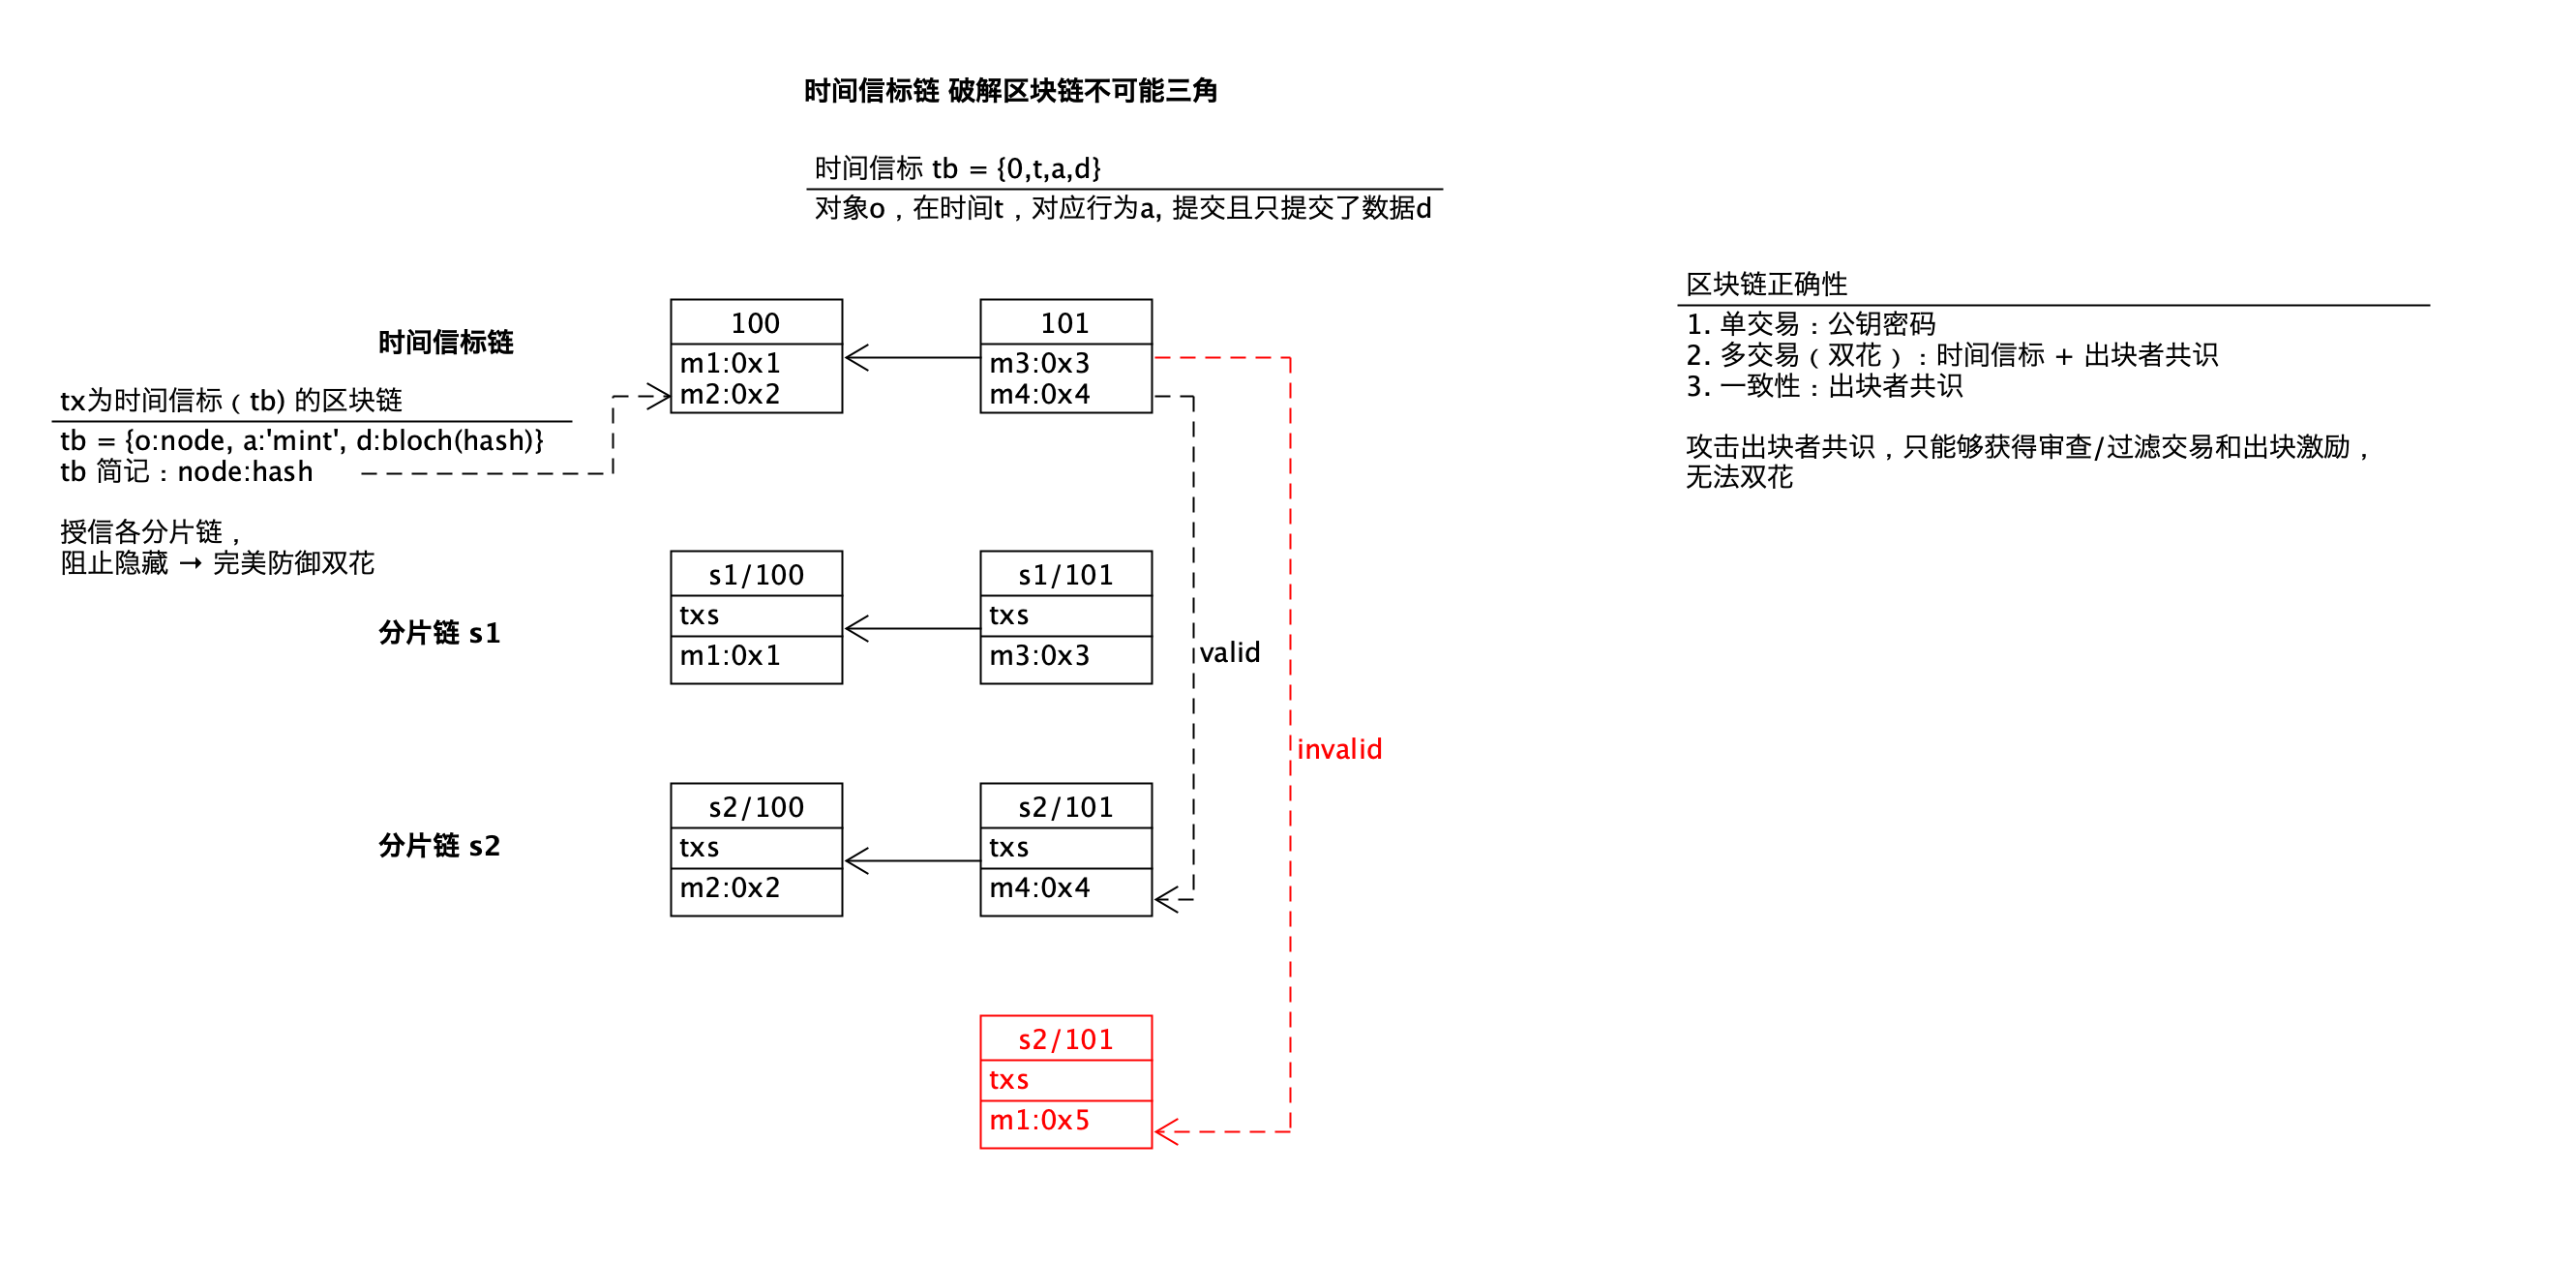 时间信标链 破解区块链不可能三角
时间信标 tb = {0,t,a,d}
对象o，在时间t，对应行为a, 提交且只提交了数据d
区块链正确性
1. 单交易：公钥密码
2. 多交易（双花）：时间信标 + 出块者共识
3. 一致性：出块者共识
攻击出块者共识，只能够获得审查/过滤交易和出块激励，
无法双花
时间信标链
tx为时间信标（tb) 的区块链
tb = {o:node, a:'mint', d:bloch(hash)}
tb 简记：node:hash
授信各分片链，
阻止隐藏 → 完美防御双花
100
m1:0x1
m2:0x2
101
m3:0x3
m4:0x4
分片链 s1
s1/100
txs
m1:0x1
s1/101
txs
m3:0x3
valid
invalid
分片链 s2
s2/100
txs
m2:0x2
s2/101
txs
m4:0x4
s2/101
txs
m1:0x5